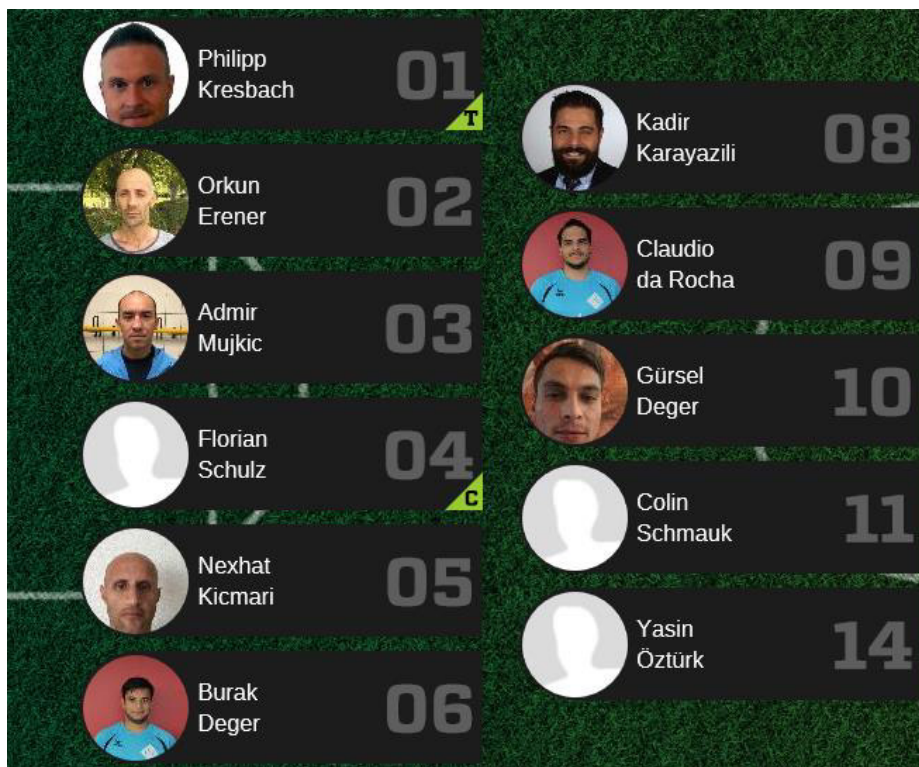 Philipp
Kresbach
01
T
Orkun
Erener
02
Admir
Mujkic
03
Florian
Schulz
04
C
Nexhat
Kicmari
05
Burak
Deger
06
Kadir
Karayazili
08
Claudio
da Rocha
09
Gürsel
Deger
10
Colin
Schmauk
11
Yasin
Öztürk
14